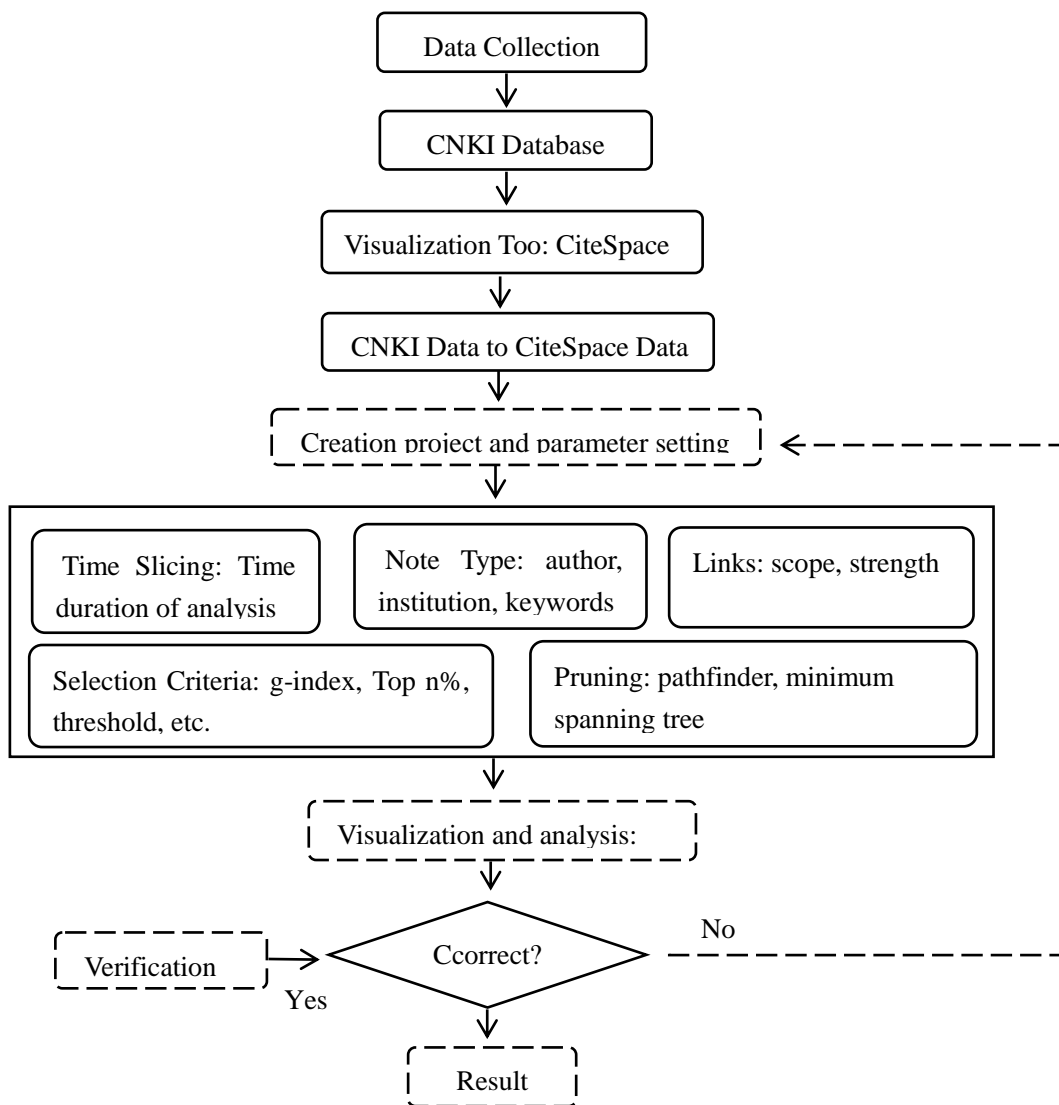 Data Collection
CNKI Database
Visualization Too: CiteSpace
CNKI Data to CiteSpace Data
Creation project and parameter setting
Time Slicing: Time
duration of analysis
Note Type: author,
institution, keywords
Links: scope, strength
Selection Criteria: g-index, Top n%,
threshold, etc.
Pruning: pathfinder, minimum
spanning tree
Visualization and analysis:
Verification
Yes
Ccorrect?
No
Result